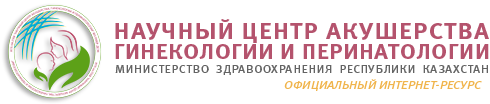 НАУЧНЫЙ ЦЕНТР АКУШЕРСТВА
ГИНЕКОЛОГИИ И ПЕРИНАТОЛОГИИ
МИНИСТЕРСТВО ЗДРАВООХРАНЕНИЯ РЕСПУБЛИКИ КАЗАХСТАН
ОФИЦИАЛЬНЫЙ ИНТЕРНЕТ-РЕСУРС